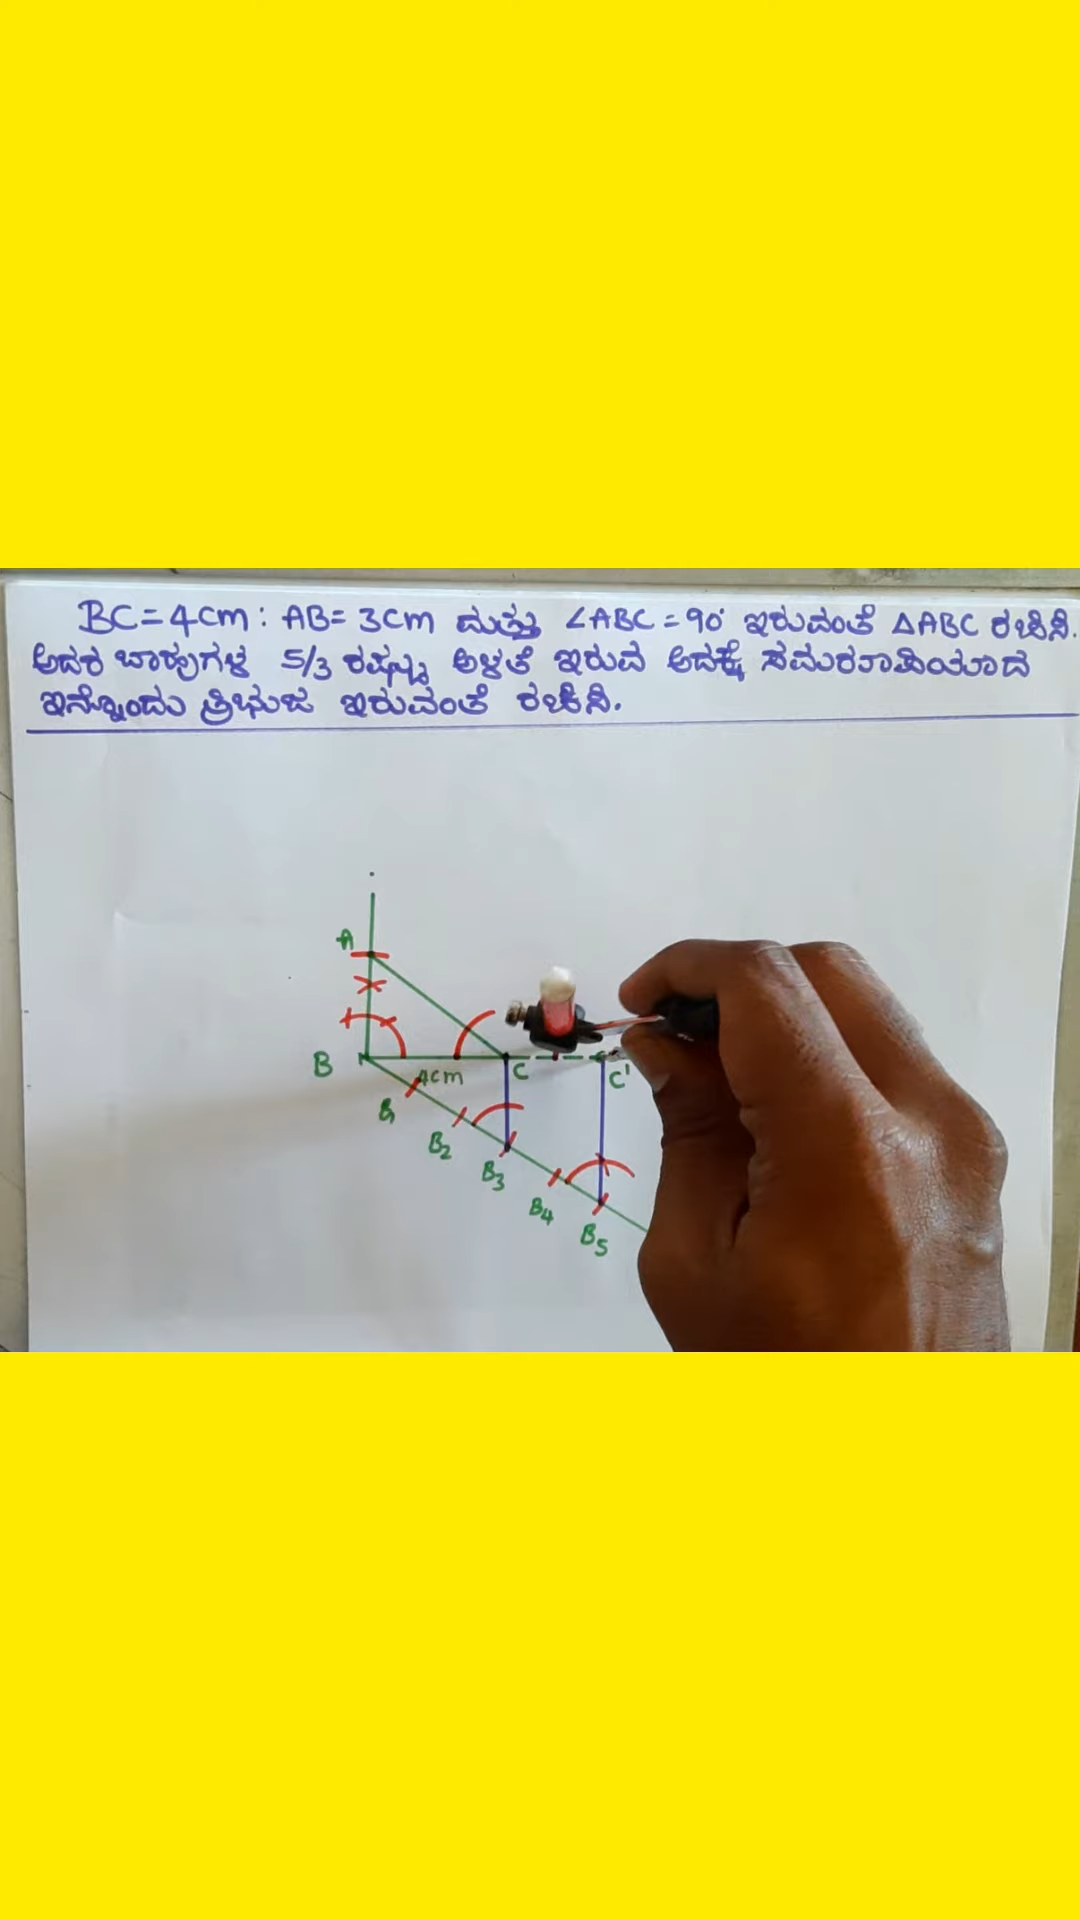 BC=4cm: AB= 3cm ಮತ್ತು ∠ABC=90° ಇರುವಂತೆ ΔABC ರಚಿಸಿ.
ಅದರ ಬಾಹುಗಳ 5/3 ರಷ್ಟು ಅಳತೆ ಇರುವ ಅದಕ್ಕೆ ಸಮರೂಪಿಯಾದ
ಇನ್ನೊಂದು ತ್ರಿಭುಜ ಇರುವಂತೆ ರಚಿಸಿ.
A
B
4cm
C
C'
B1
B2
B3
B4
B5